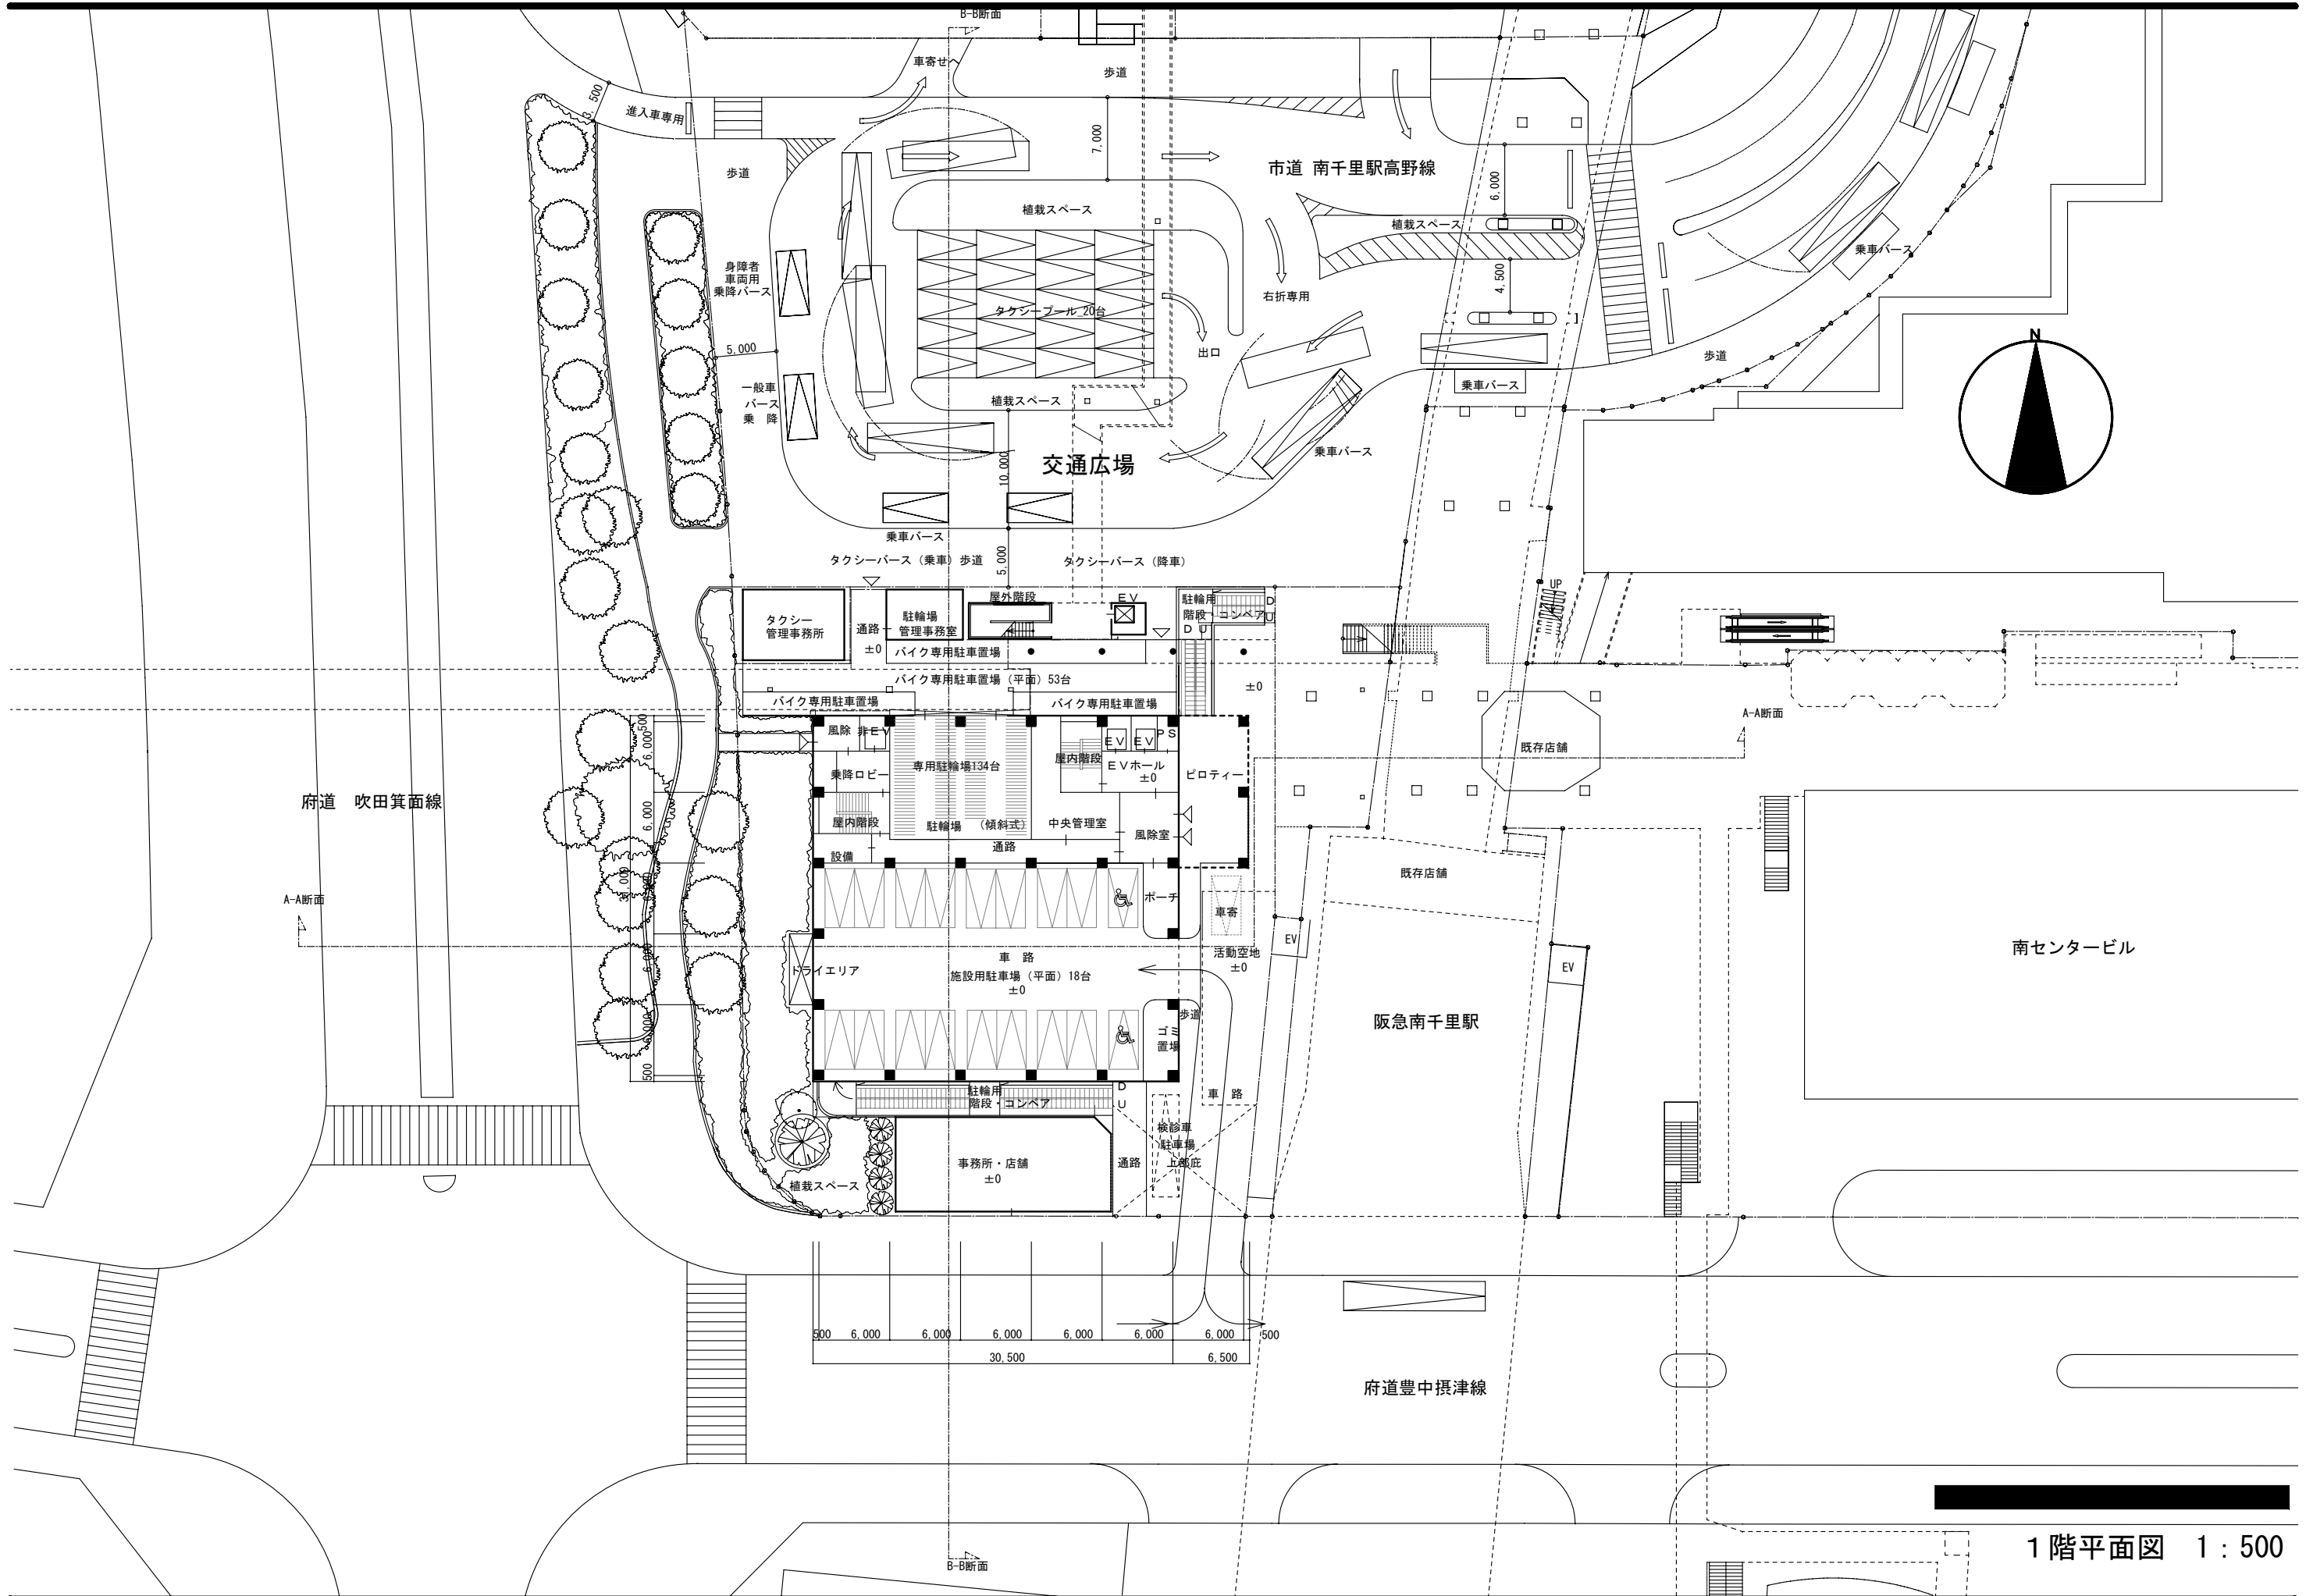 B-B断面
車寄せ
歩道
3,500
進入車専用
7,000
市道 南千里駅高野線
歩道
6,000
植栽スペース
植栽スペース
乗車バース
身障者
車両用
乗降バース
4,500
右折専用
タクシープール 20台
出口
5,000
歩道
N
一般車
バース
乗 降
乗車バース
植栽スペース
交通広場
10,000
乗車バース
乗車バース
タクシーバース（乗車）歩道
5,000
タクシーバース（降車）
UP
屋外階段
EV
駐輪用
階段・コンベア
D
U
D U
タクシー
管理事務所
通路
±0
駐輪場
管理事務室
バイク専用駐車置場
バイク専用駐車置場（平面）53台
±0
バイク専用駐車置場
バイク専用駐車置場
A-A断面
500
6,000
風除
非EV
EV
EV
PS
屋内階段
EVホール
±0
既存店舗
専用駐輪場134台
乗降ロビー
ピロティー
府道 吹田箕面線
6,000
屋内階段
駐輪場 （傾斜式）
中央管理室
風除室
通路
設備
既存店舗
A-A断面
ポーチ
車寄
EV
南センタービル
車 路
活動空地
±0
EV
6,000
ドライエリア
施設用駐車場（平面）18台
±0
歩道
阪急南千里駅
ゴミ
置場
500
駐輪用
階段・コンベア
D
U
車 路
検診車
駐車場
上部庇
事務所・店舗
±0
通路
植栽スペース
500
6,000
6,000
6,000
6,000
6,000
6,000
500
30,500
6,500
府道豊中摂津線
B-B断面
１階平面図 1：500